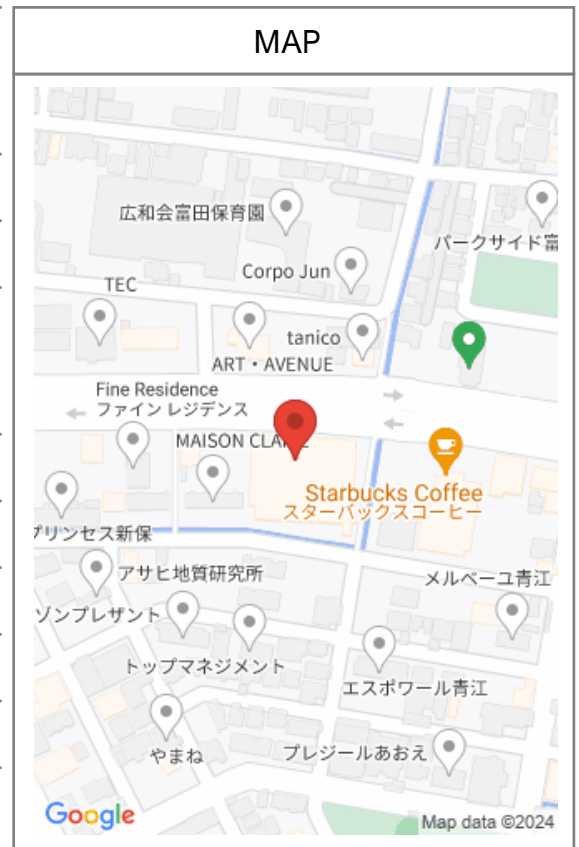 MAP
広和会富田保育園
パークサイド富
Corpo Jun
TEC
tanico
ART・AVENUE
Fine Residence
ファイン レジデンス
MAISON CLA
Starbucks Coffee
スターバックスコーヒー
プリンセス新保
アサヒ地質研究所
メルベーユ青江
ゾンプレザント
トップマネジメント
エスポワール青江
やまね
プレジールあおえ
Google
Map data ©2024